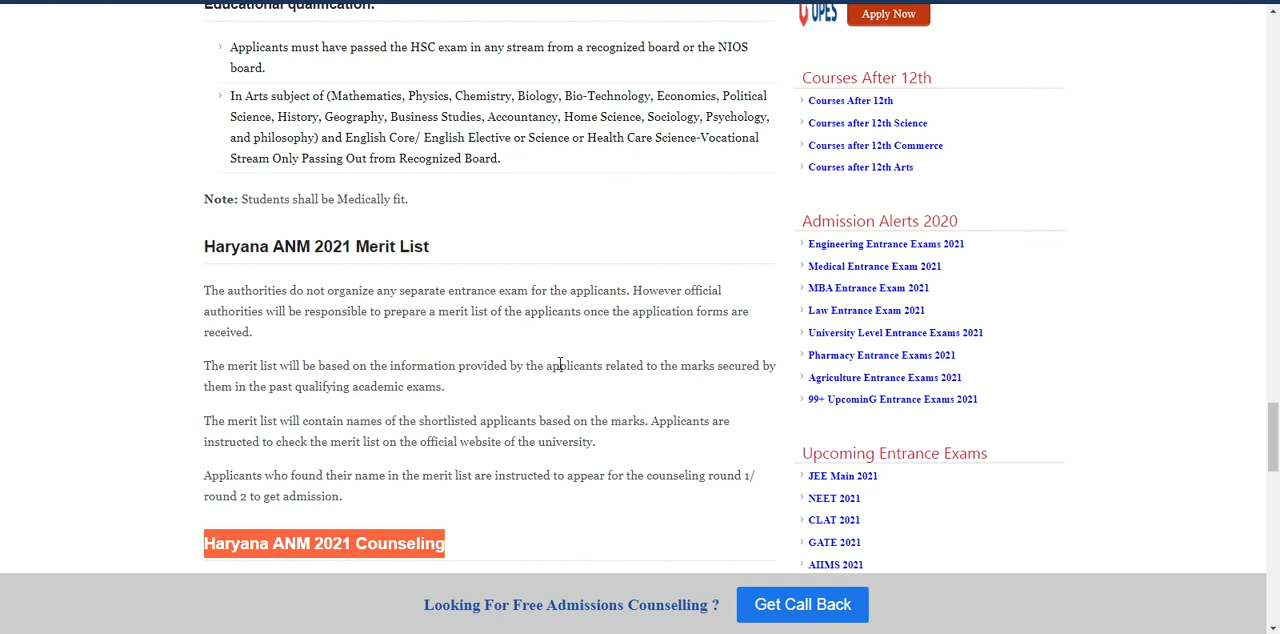 Educational qualification:
Applicants must have passed the HSC exam in any stream from a recognized board or the NIOS
board.
In Arts subject of (Mathematics, Physics, Chemistry, Biology, Bio-Technology, Economics, Political
Science, History, Geography, Business Studies, Accountancy, Home Science, Sociology, Psychology,
and philosophy) and English Core/ English Elective or Science or Health Care Science-Vocational
Stream Only Passing Out from Recognized Board.
Note: Students shall be Medically fit.
Haryana ANM 2021 Merit List
The authorities do not organize any separate entrance exam for the applicants. However official
authorities will be responsible to prepare a merit list of the applicants once the application forms are
received.
The merit list will be based on the information provided by the applicants related to the marks secured by
them in the past qualifying academic exams.
The merit list will contain names of the shortlisted applicants based on the marks. Applicants are
instructed to check the merit list on the official website of the university.
Applicants who found their name in the merit list are instructed to appear for the counseling round 1/
round 2 to get admission.
Haryana ANM 2021 Counseling
UPES
Apply Now
Courses After 12th
Courses After 12th
Courses after 12th Science
Courses after 12th Commerce
Courses after 12th Arts
Admission Alerts 2020
Engineering Entrance Exams 2021
Medical Entrance Exam 2021
MBA Entrance Exam 2021
Law Entrance Exam 2021
University Level Entrance Exams 2021
Pharmacy Entrance Exams 2021
Agriculture Entrance Exams 2021
99+ UpcominG Entrance Exams 2021
Upcoming Entrance Exams
JEE Main 2021
NEET 2021
CLAT 2021
GATE 2021
AIIMS 2021
Looking For Free Admissions Counselling ?
Get Call Back